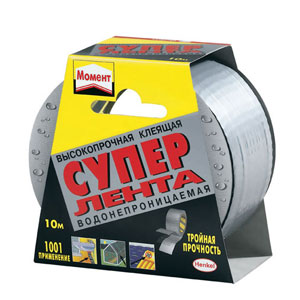 Момент
ВЫСОКОПРОЧНАЯ КЛЕЯЩАЯ
СУПЕР
ЛЕНТА
ВОДОНЕПРОНИЦАЕМАЯ
10м
1001
ПРИМЕНЕНИЕ
ТРОЙНАЯ
ПРОЧНОСТЬ
Henkel